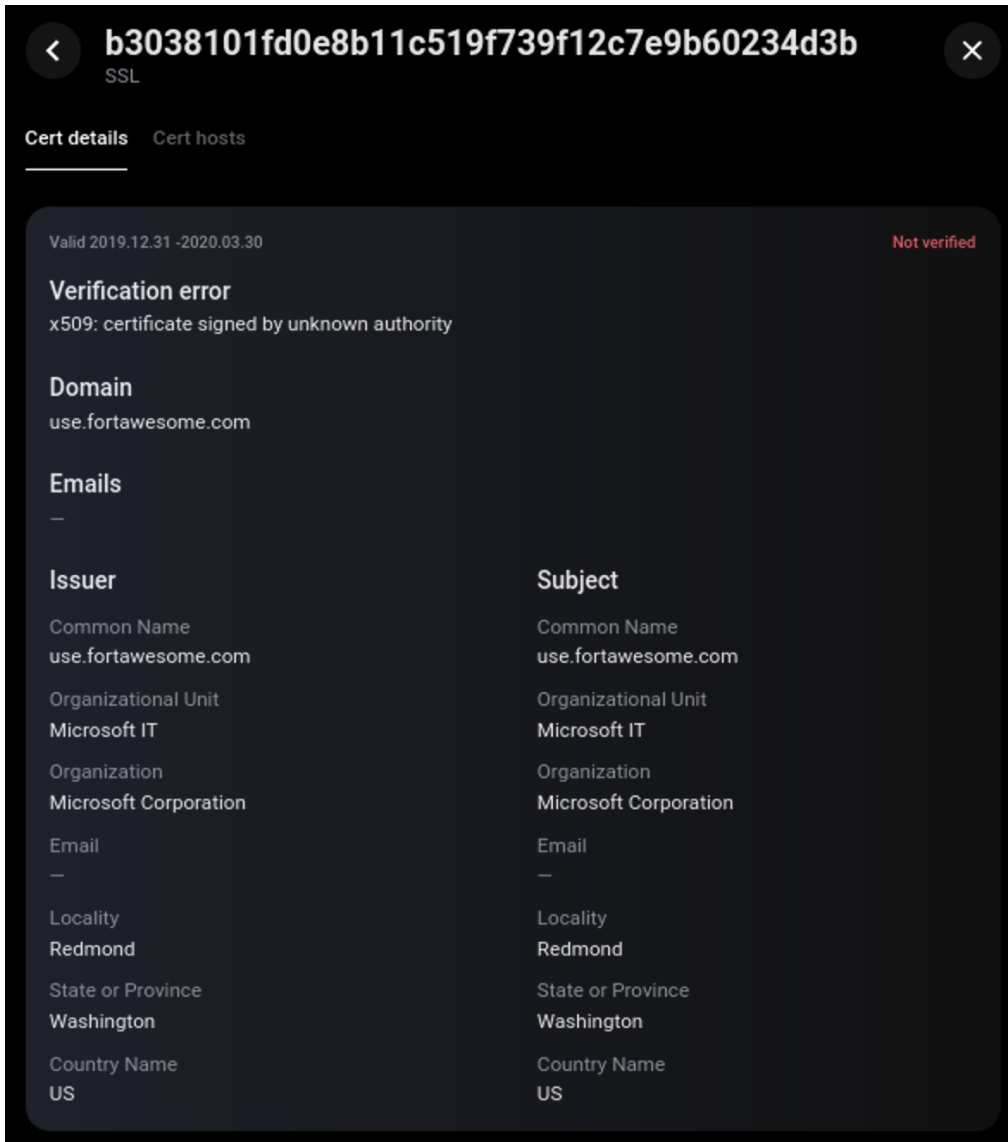 b3038101fd0e8b11c519f739f12c7e9b60234d3b
SSL
Cert details Cert hosts
Valid 2019.12.31 -2020.03.30 Not verified
Verification error
x509: certificate signed by unknown authority
Domain
use.fortawesome.com
Emails
—
Issuer Subject
Common Name Common Name
use.fortawesome.com use.fortawesome.com
Organizational Unit Organizational Unit
Microsoft IT Microsoft IT
Organization Organization
Microsoft Corporation Microsoft Corporation
Email Email
— —
Locality Locality
Redmond Redmond
State or Province State or Province
Washington Washington
Country Name Country Name
US US